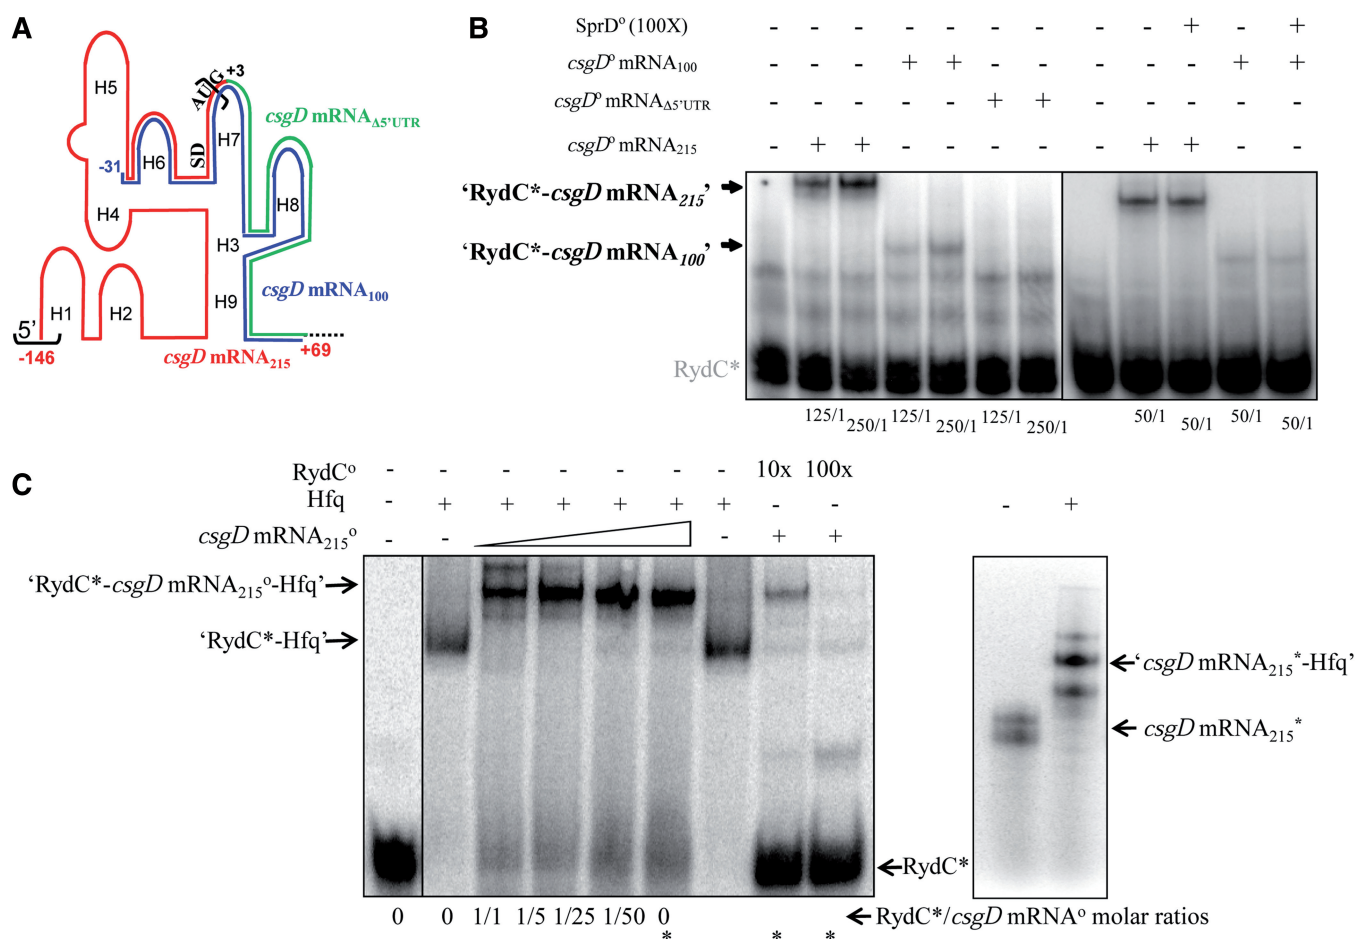 A
H5
AUG
+3
csgD mRNAΔ5'UTR
-31
H6
SD
H7
H4
H8
H3
csgD mRNA100
H1
H2
H9
5'
-146
csgD mRNA215
+69
B
SprD° (100X) - - - - - - - - - + - +
csgD° mRNA100 - - - + + - - - - - + +
csgD° mRNAΔ5'UTR - - - - - + + - - - - -
csgD° mRNA215 - + + - - - - - + + - -
‘RydC*-csgD mRNA215’
‘RydC*-csgD mRNA100’
RydC*
125/1 250/1 125/1 250/1 125/1 250/1 50/1 50/1 50/1 50/1
C
RydC° - - - - - - - 10x 100x
Hfq - + + + + + + - - - +
csgD mRNA215° - - - + +
‘RydC*-csgD mRNA215°-Hfq’
‘RydC*-Hfq’
‘csgD mRNA215*-Hfq’
csgD mRNA215*
RydC*
0 0 1/1 1/5 1/25 1/50 0 RydC*/csgD mRNA° molar ratios
* * *